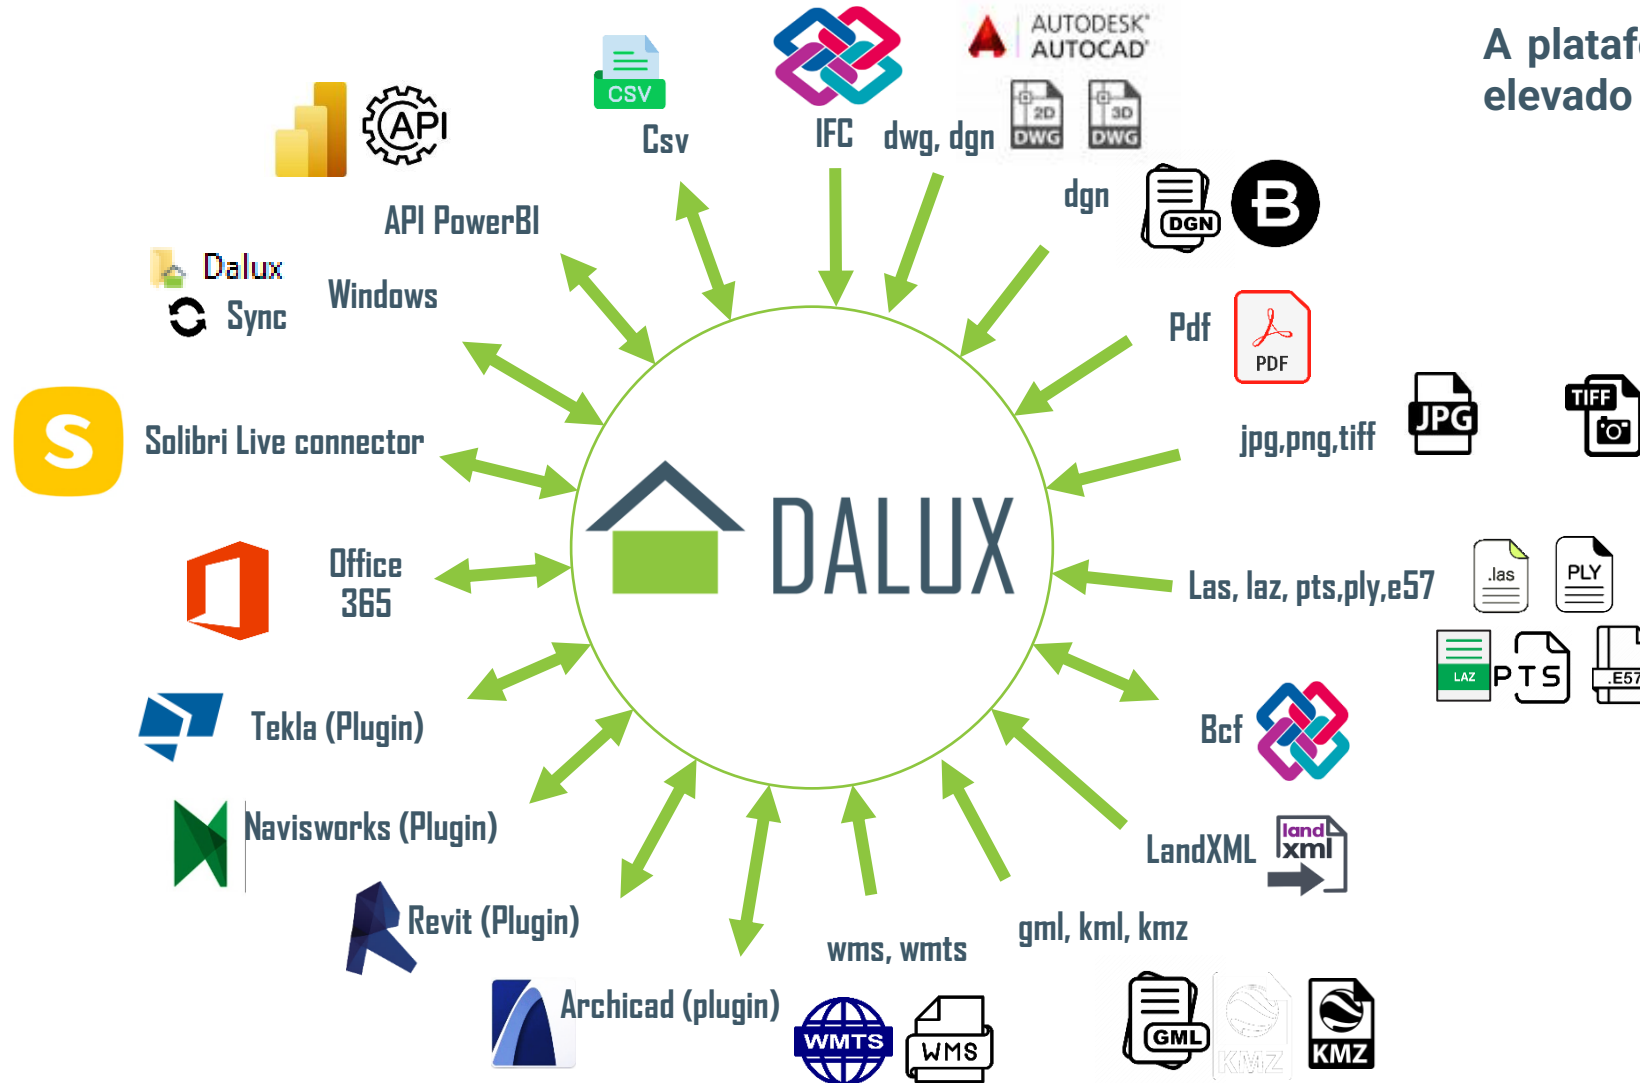 A plataf
elevado
AUTODESK®
AUTOCAD®
CSV
2D
DWG
3D
DWG
Csv
IFC
dwg, dgn
API
dgn
DGN
B
API PowerBI
Dalux
Sync
Windows
Pdf
PDF
JPG
TIFF
jpg,png,tiff
S
Solibri Live connector
DALUX
Office
365
Las, laz, pts,ply,e57
.las
PLY
LAZ
PTS
.E57
Tekla (Plugin)
Bcf
Navisworks (Plugin)
LandXML
land
xml
Revit (Plugin)
gml, kml, kmz
wms, wmts
Archicad (plugin)
WMTS
WMS
GML
KMZ
KMZ